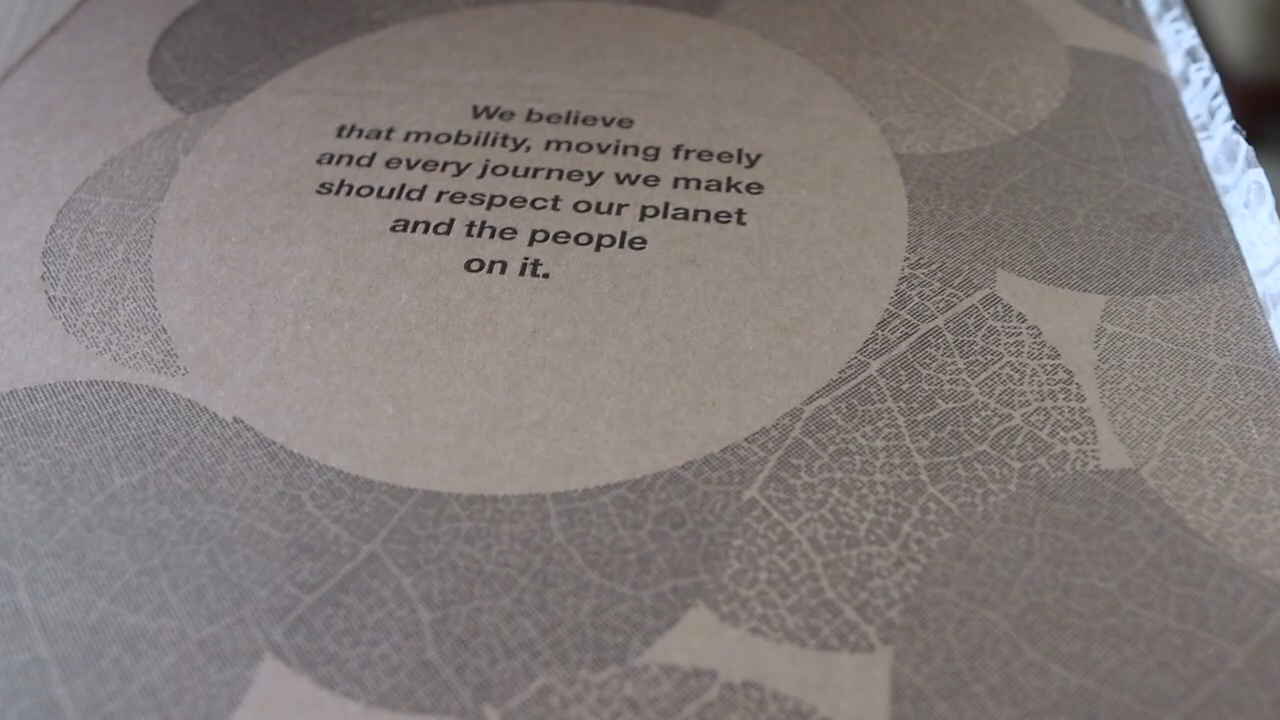 We believe
that mobility, moving freely
and every journey we make
should respect our planet
and the people
on it.